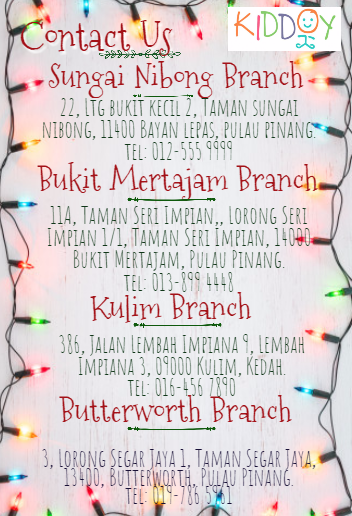 Contact Us
KIDDOY
Sungai Nibong Branch
22, LTG BUKIT KECIL 2, TAMAN SUNGAI
NIBONG, 11400 BAYAN LEPAS, PULAU PINANG.
TEL: 012-555 9999
Bukit Mertajam Branch
11A, TAMAN SERI IMPIAN,, LORONG SERI
IMPIAN 1/1, TAMAN SERI IMPIAN, 14000
BUKIT MERTAJAM, PULAU PINANG.
TEL: 013-899 4448
Kulim Branch
386, JALAN LEMBAH IMPIANA 9, LEMBAH
IMPIANA 3, 09000 KULIM, KEDAH.
TEL: 016-456 7890
Butterworth Branch
3, LORONG SEGAR JAYA 1, TAMAN SEGAR JAYA,
13400, BUTTERWORTH, PULAU PINANG.
TEL: 019-786 5961